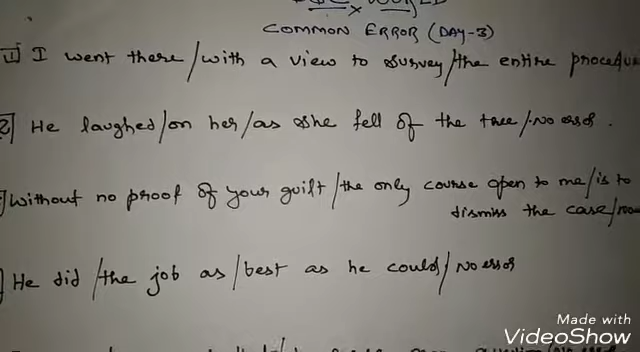 COMMON ERROR (DAY-3)
1) I went there/with a view to survey/the entire
2) He laughed/on her/as she fell of the tree/No error.
without no proof of your guilt/the only course open to me/is to
dismiss the case/
He did/the job as/best as he could/No error
Made with
VideoShow